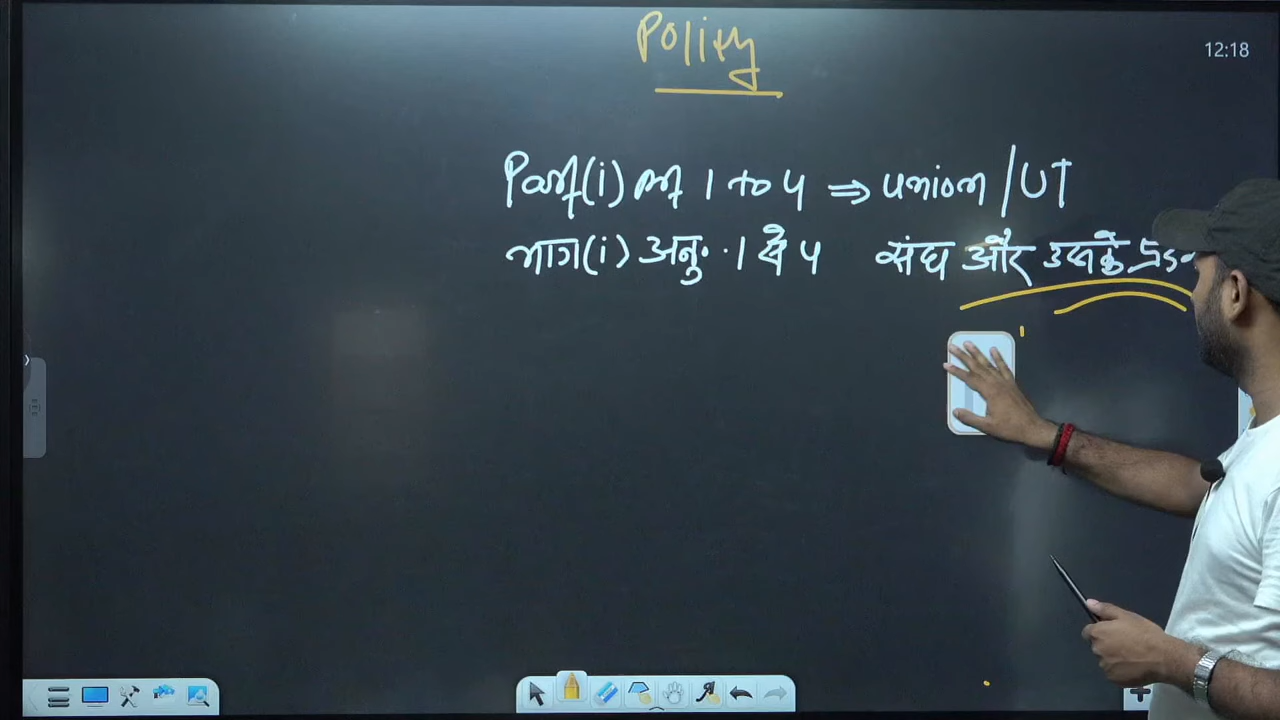 Polity
12:18
Part(i) Art 1 to 4 ⇒ union/UT
भाग(i) अनु. 1 से 4 संघ और उसके